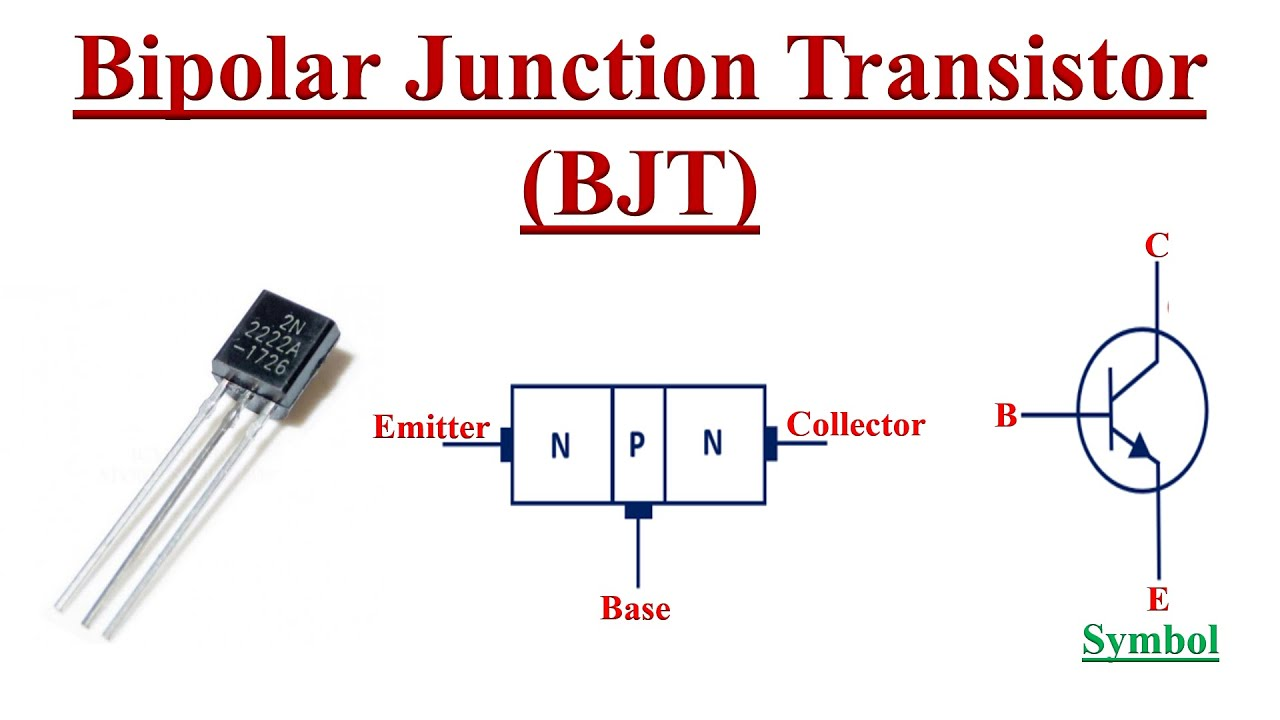 Bipolar Junction Transistor
(BJT)
2N
2222A
-1726
Emitter
N
P
N
Collector
Base
C
B
E
Symbol